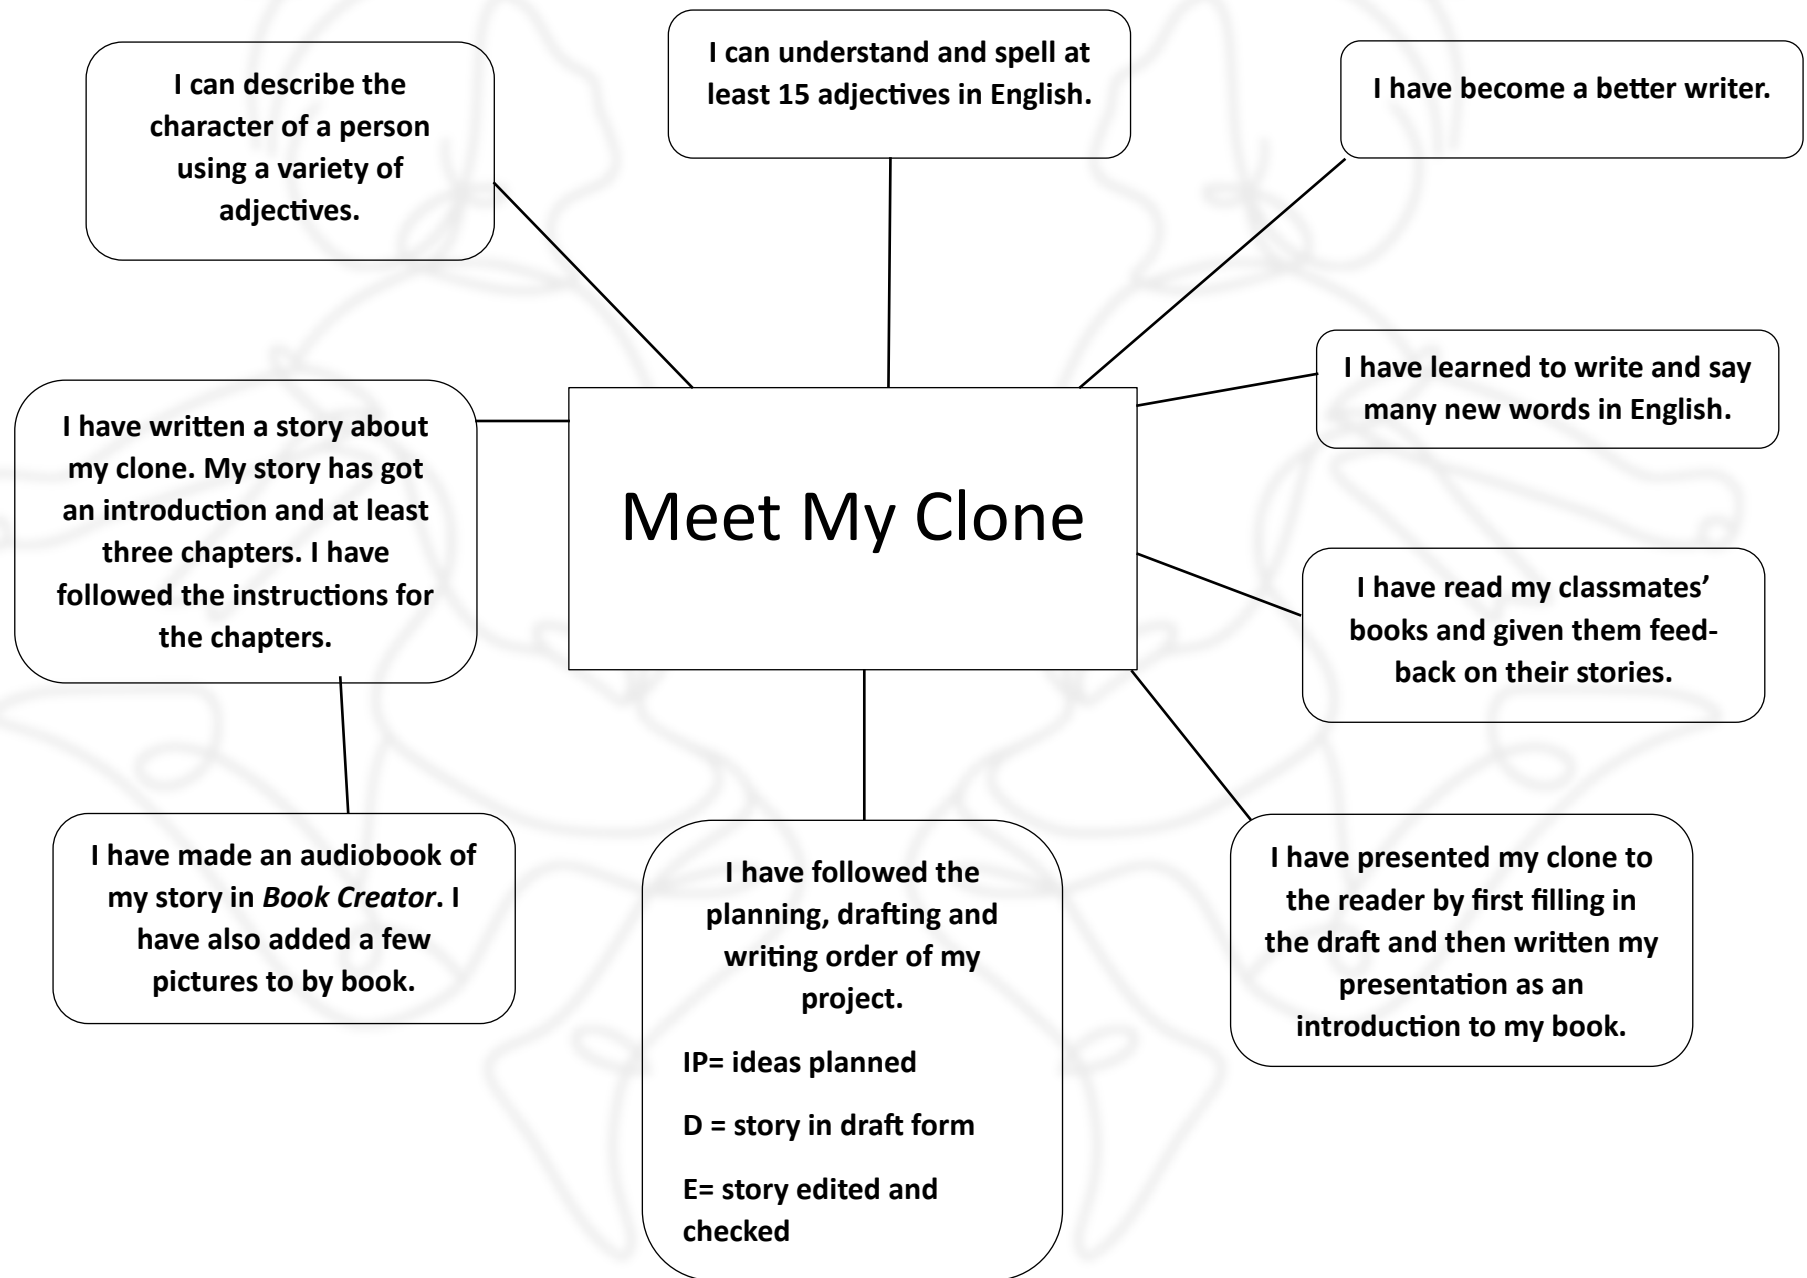 I can describe the
character of a person
using a variety of
adjectives.
I can understand and spell at
least 15 adjectives in English.
I have become a better writer.
I have learned to write and say
many new words in English.
Meet My Clone
I have written a story about
my clone. My story has got
an introduction and at least
three chapters. I have
followed the instructions for
the chapters.
I have read my classmates’
books and given them feed-
back on their stories.
I have made an audiobook of
my story in Book Creator. I
have also added a few
pictures to by book.
I have followed the
planning, drafting and
writing order of my
project.
IP= ideas planned
D = story in draft form
E= story edited and
checked
I have presented my clone to
the reader by first filling in
the draft and then written my
presentation as an
introduction to my book.